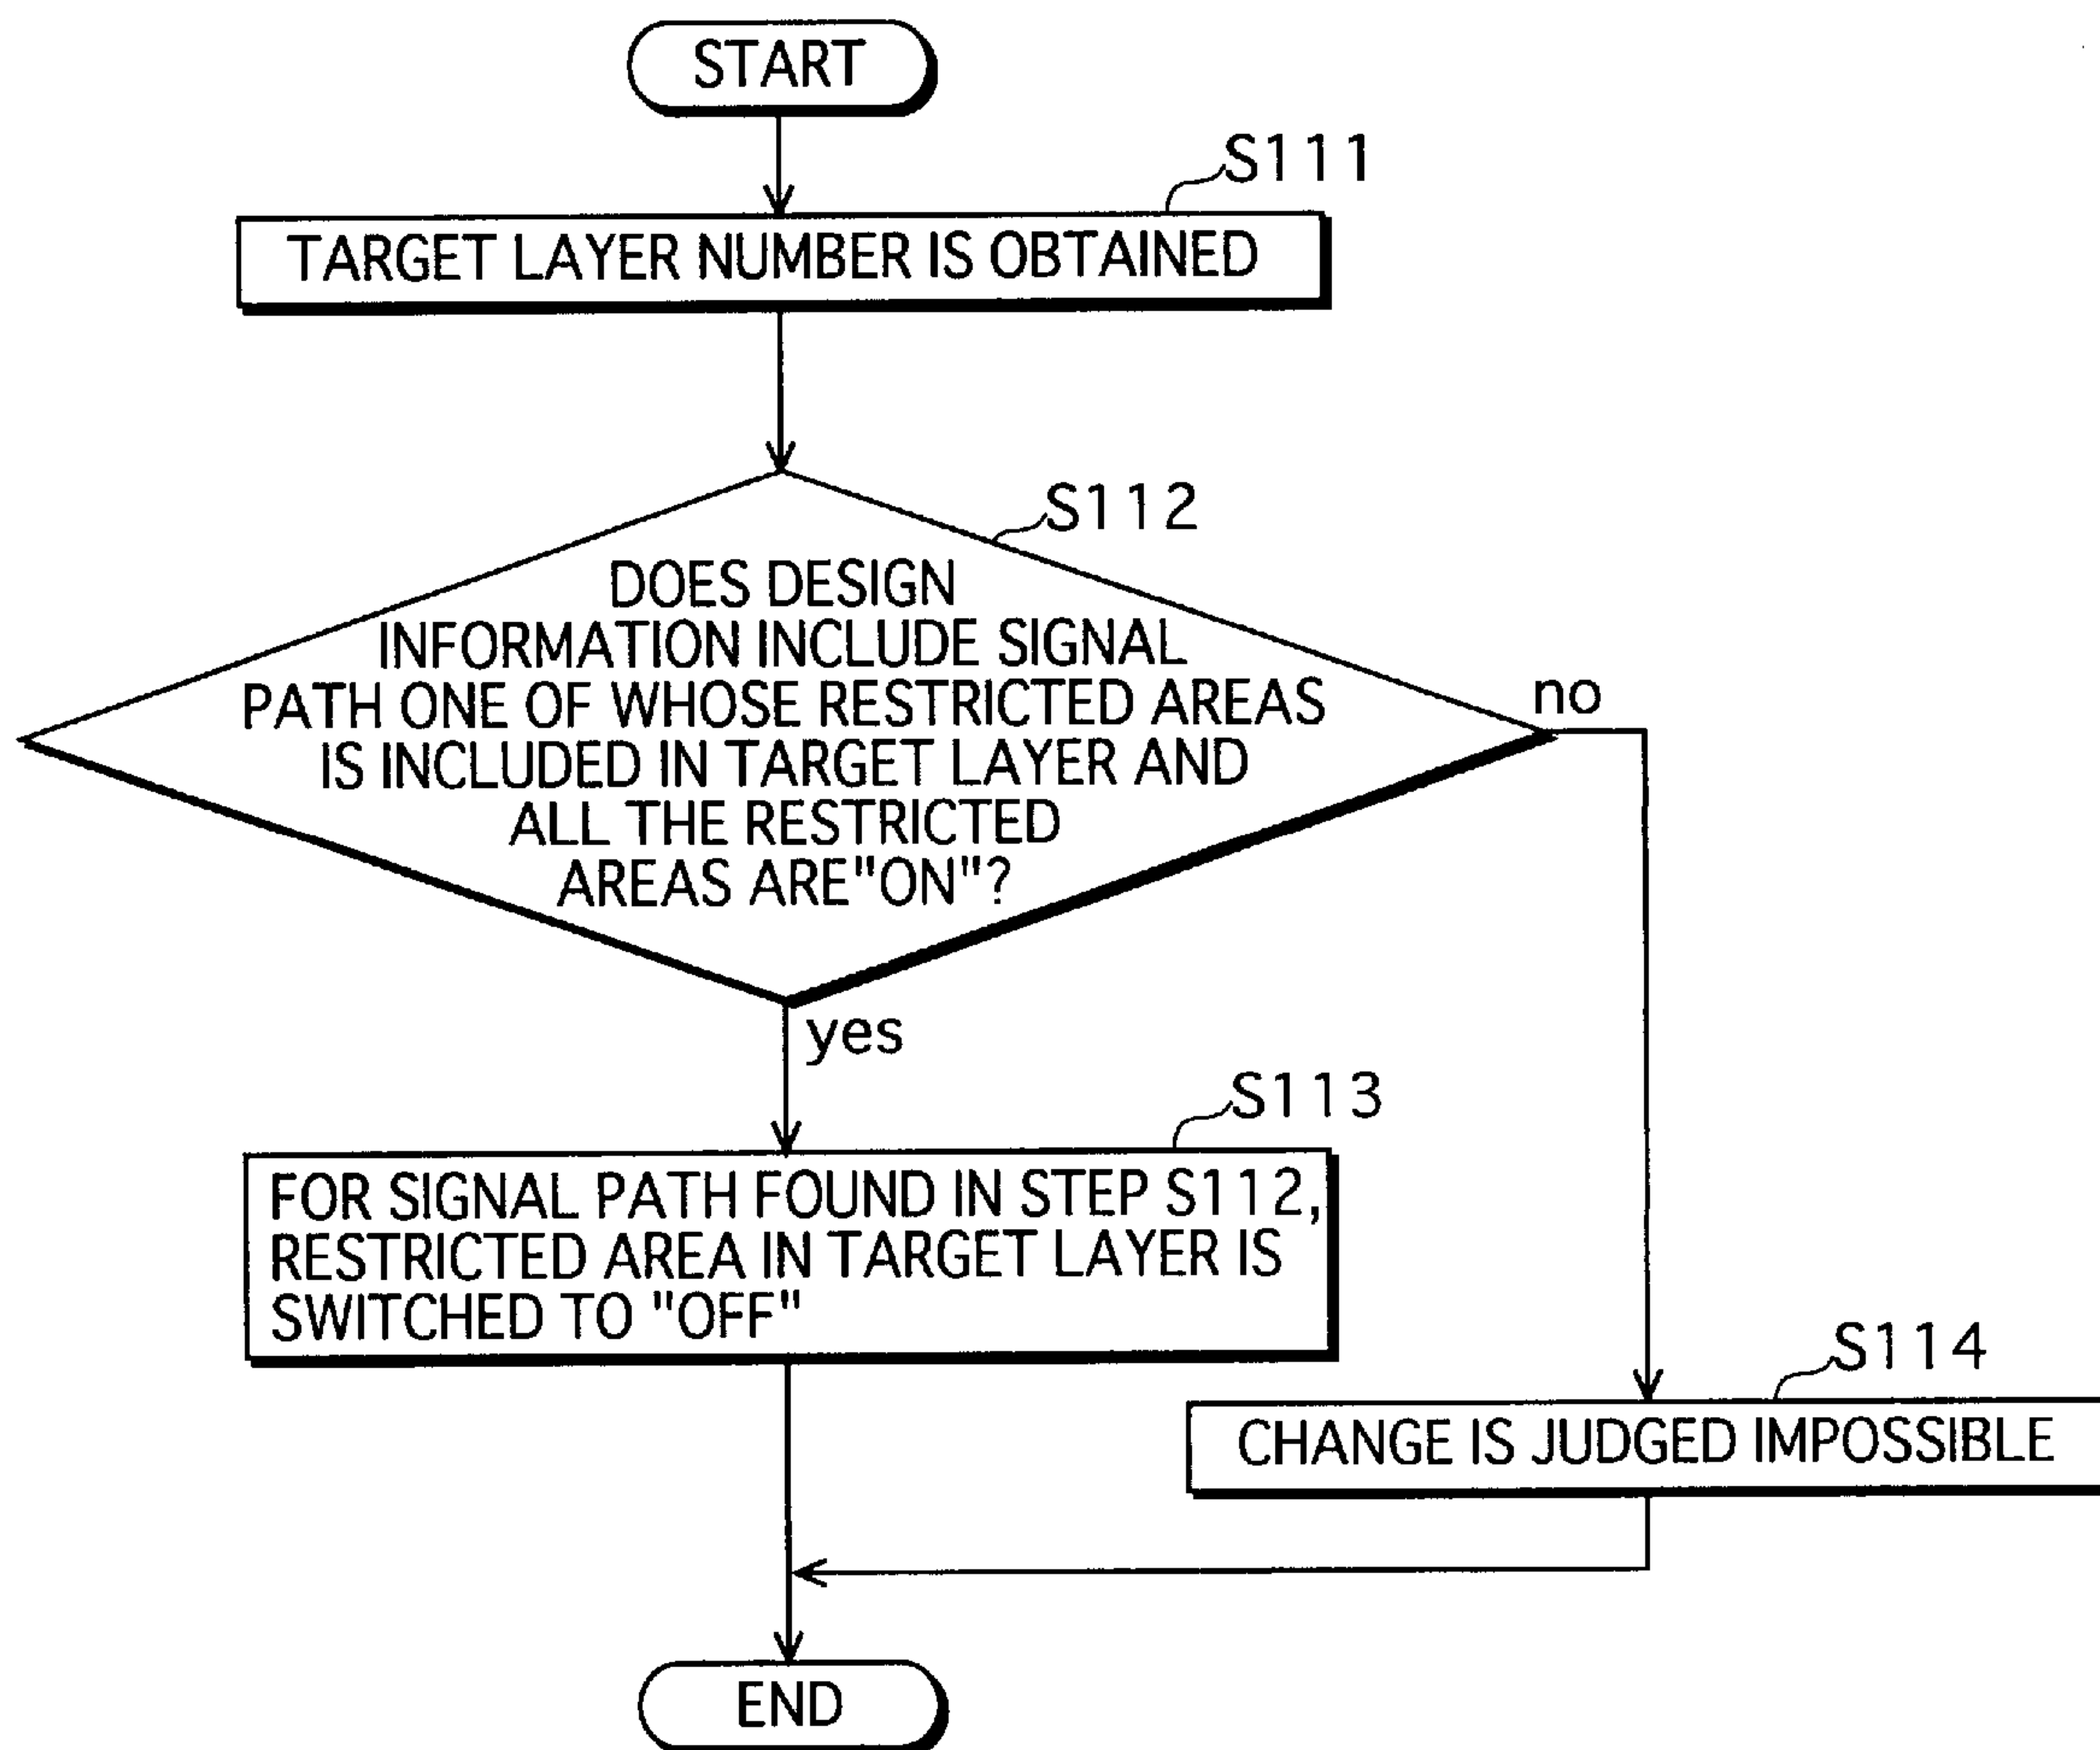 START
S111
TARGET LAYER NUMBER IS OBTAINED
S112
DOES DESIGN
INFORMATION INCLUDE SIGNAL
PATH ONE OF WHOSE RESTRICTED AREAS
IS INCLUDED IN TARGET LAYER AND
ALL THE RESTRICTED
AREAS ARE"ON"?
no
yes
S113
FOR SIGNAL PATH FOUND IN STEP S112,
RESTRICTED AREA IN TARGET LAYER IS
SWITCHED TO "OFF"
S114
CHANGE IS JUDGED IMPOSSIBLE
END